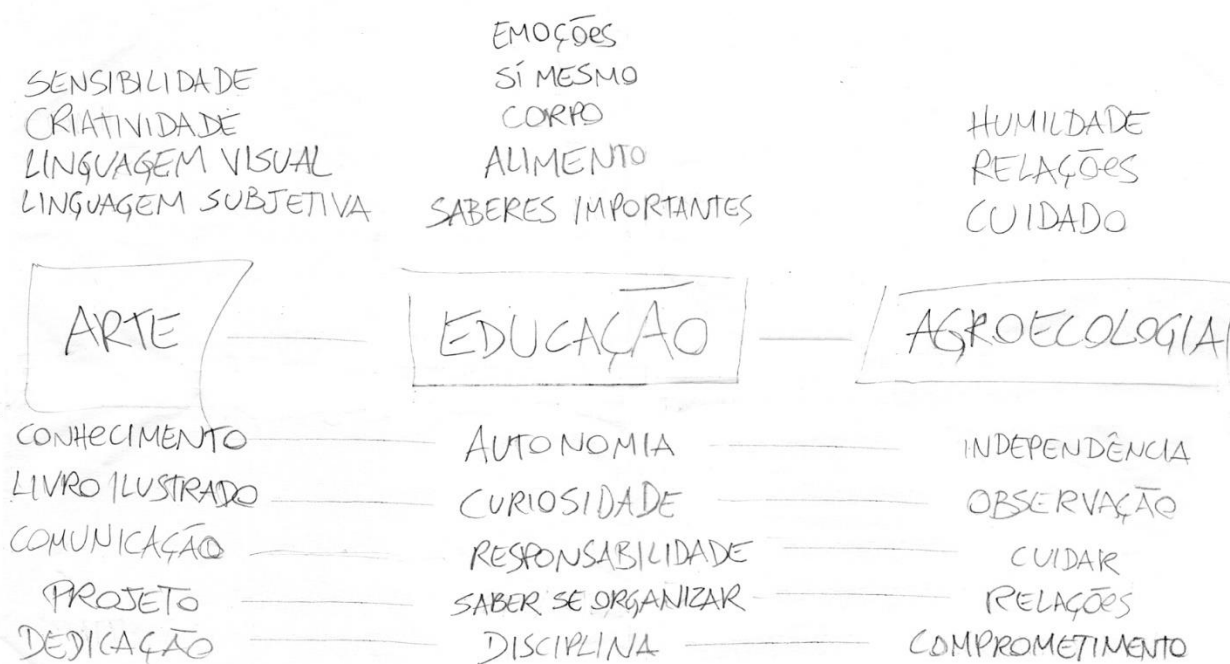 SENSIBILIDADE
CRIATIVIDADE
LINGUAGEM VISUAL
LINGUAGEM SUBJETIVA
EMOÇÕES
SÍ MESMO
CORPO
ALIMENTO
SABERES IMPORTANTES
HUMILDADE
RELAÇÕES
CUIDADO
ARTE EDUCAÇÃO AGROECOLOGIA
CONHECIMENTO AUTONOMIA INDEPENDÊNCIA
LIVRO ILUSTRADO CURIOSIDADE OBSERVAÇÃO
COMUNICAÇÃO RESPONSABILIDADE CUIDAR
PROJETO SABER SE ORGANIZAR RELAÇÕES
DEDICAÇÃO DISCIPLINA COMPROMETIMENTO